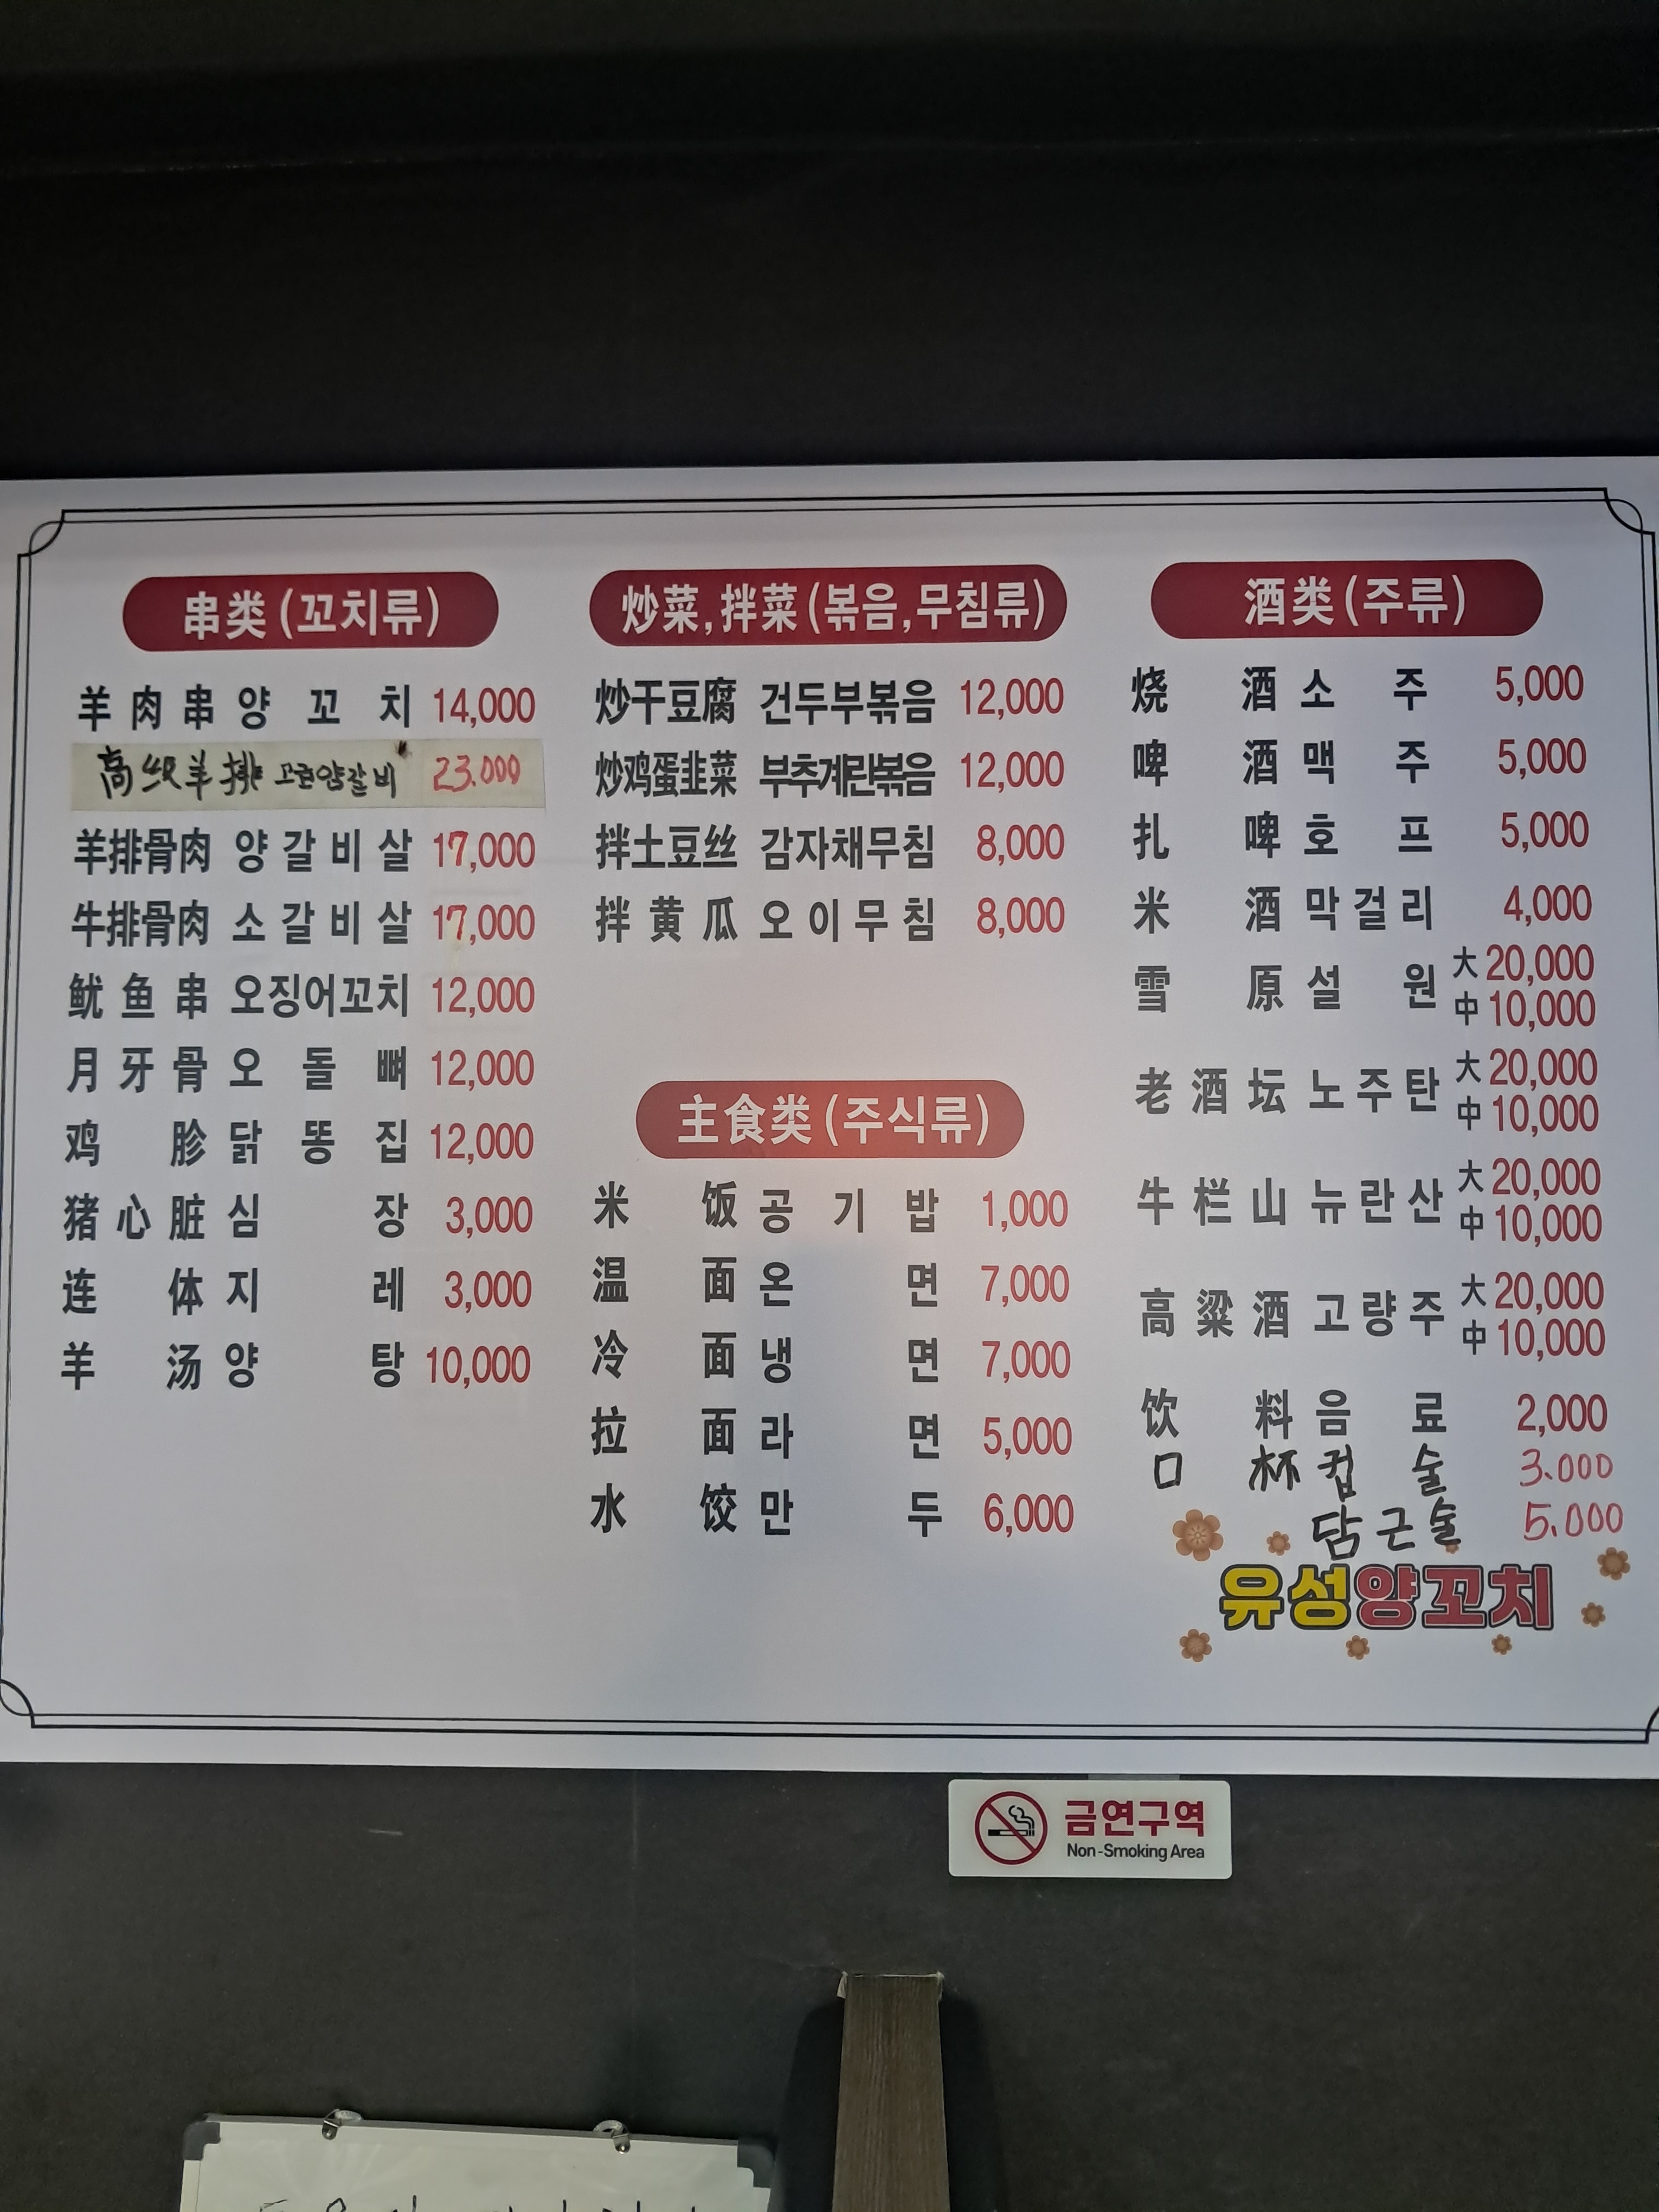 串类(꼬치류)
羊肉串 양꼬치 14,000
高级羊排 고급양갈비 23.000
羊排骨肉 양갈비살 17,000
牛排骨肉 소갈비살 17,000
鱿鱼串 오징어꼬치 12,000
月牙骨 오돌뼈 12,000
鸡胗 닭똥집 12,000
猪心脏 심장 3,000
连体 지레 3,000
羊汤 양탕 10,000
炒菜,拌菜(볶음,무침류)
炒干豆腐 건두부볶음 12,000
炒鸡蛋韭菜 부추계란볶음 12,000
拌土豆丝 감자채무침 8,000
拌黄瓜 오이무침 8,000
主食类(주식류)
米饭 공기밥 1,000
温面 온면 7,000
冷面 냉면 7,000
拉面 라면 5,000
水饺 만두 6,000
酒类(주류)
烧酒 소주 5,000
啤酒 맥주 5,000
扎啤 호프 5,000
米酒 막걸리 4,000
雪原 설원 大 20,000
中 10,000
老酒坛 노주탄 大 20,000
中 10,000
牛栏山 뉴란산 大 20,000
中 10,000
高粱酒 고량주 大 20,000
中 10,000
饮料 음료 2,000
口杯 컵술 3.000
담근술 5.000
유성양꼬치
금연구역
Non-Smoking Area